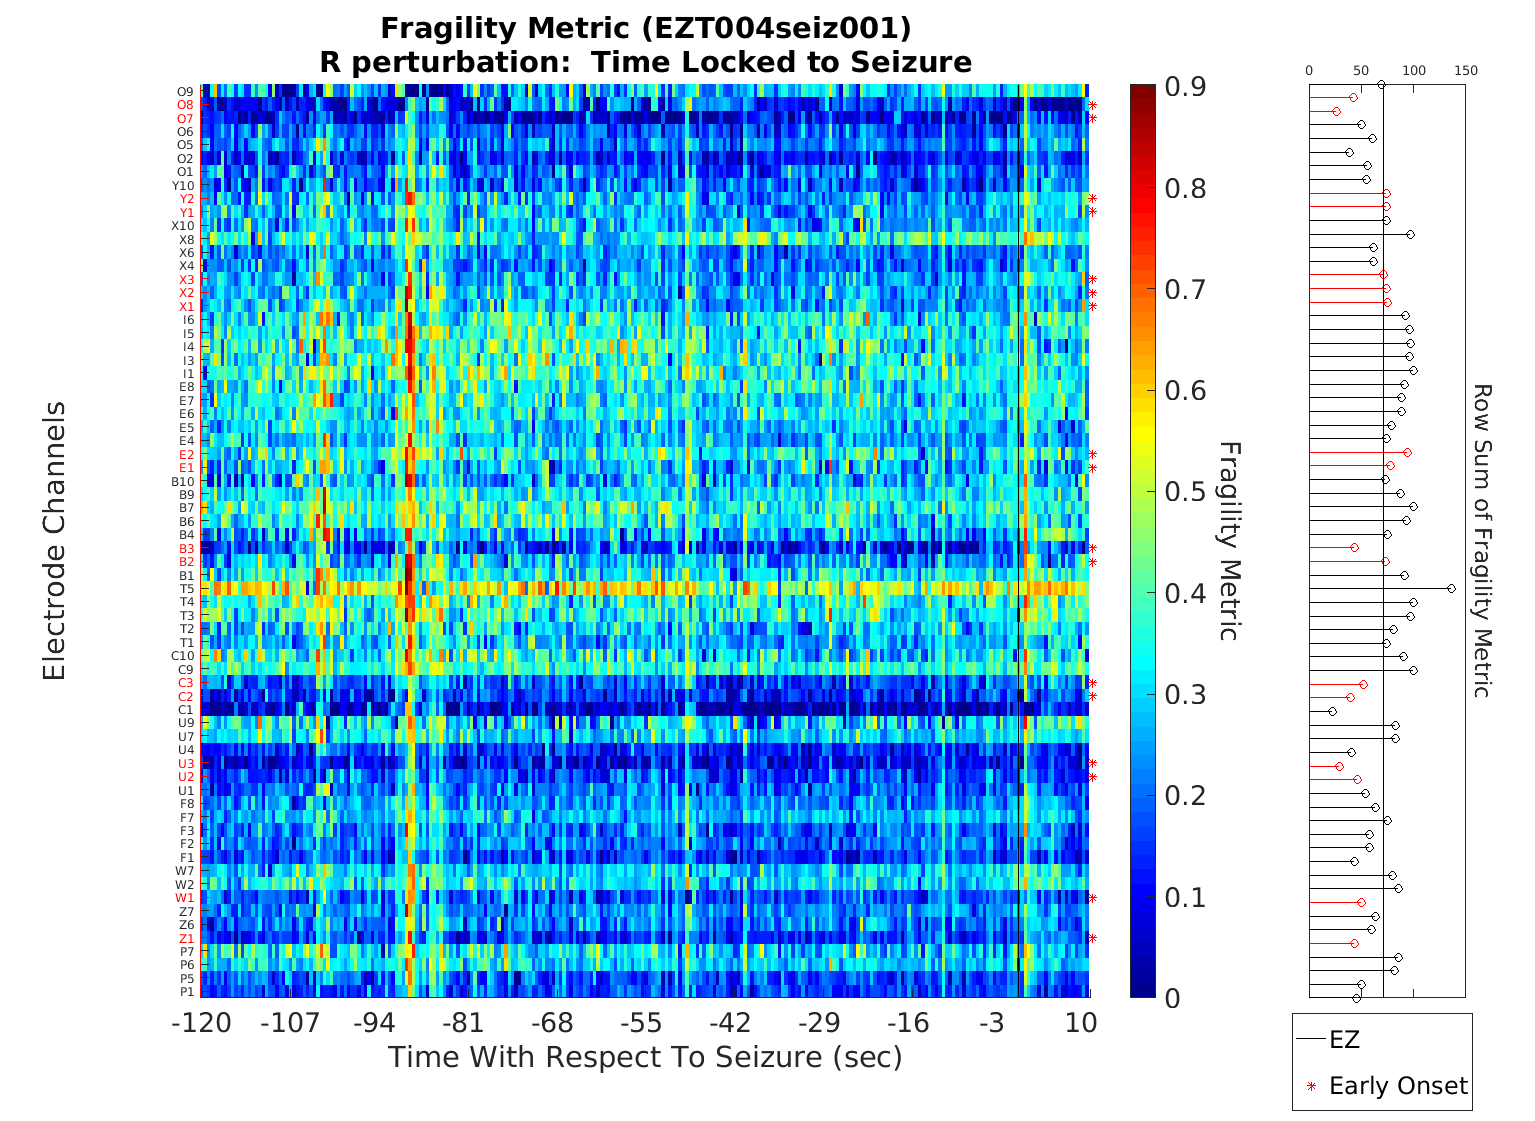 Fragility Metric (EZT004seiz001)
R perturbation:  Time Locked to Seizure
Electrode Channels
O9
O8
O7
O6
O5
O2
O1
Y10
Y2
Y1
X10
X8
X6
X4
X3
X2
X1
I6
I5
I4
I3
I1
E8
E7
E6
E5
E4
E2
E1
B10
B9
B7
B6
B4
B3
B2
B1
T5
T4
T3
T2
T1
C10
C9
C3
C2
C1
U9
U7
U4
U3
U2
U1
F8
F7
F3
F2
F1
W7
W2
W1
Z7
Z6
Z1
P7
P6
P5
P1
-120 -107 -94 -81 -68 -55 -42 -29 -16 -3 10
Time With Respect To Seizure (sec)
0.9
0.8
0.7
0.6
0.5
0.4
0.3
0.2
0.1
0
Fragility Metric
0 50 100 150
Row Sum of Fragility Metric
EZ
Early Onset